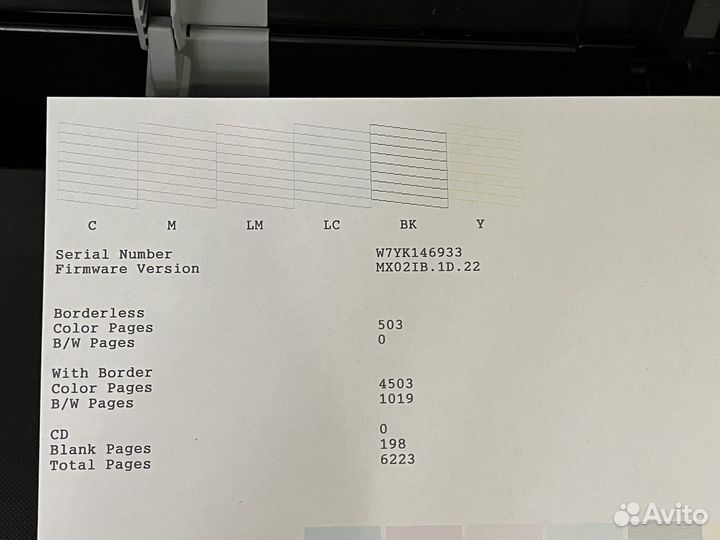 C M LM LC BK Y
Serial Number W7YK146933
Firmware Version MX02IB.1D.22
Borderless
Color Pages 503
B/W Pages 0
With Border
Color Pages 4503
B/W Pages 1019
CD 0
Blank Pages 198
Total Pages 6223
Avito